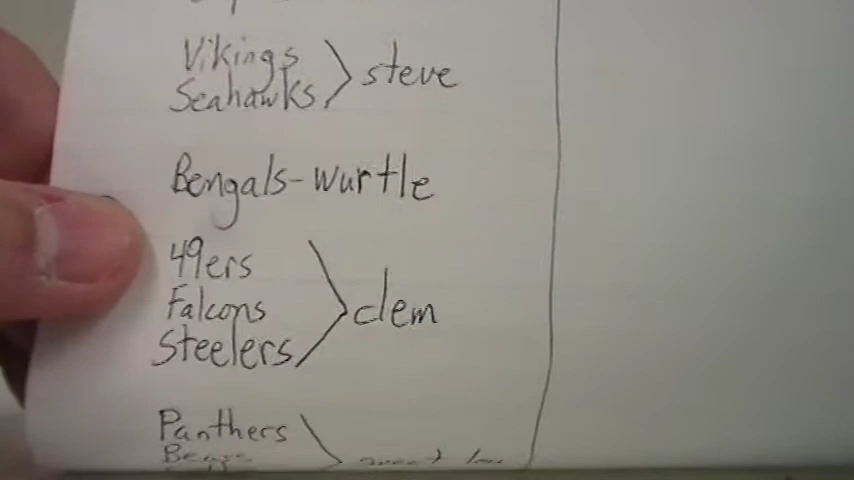 Vikings
Seahawks > steve
Bengals-wurtle
49ers
Falcons > clem
Steelers
Panthers